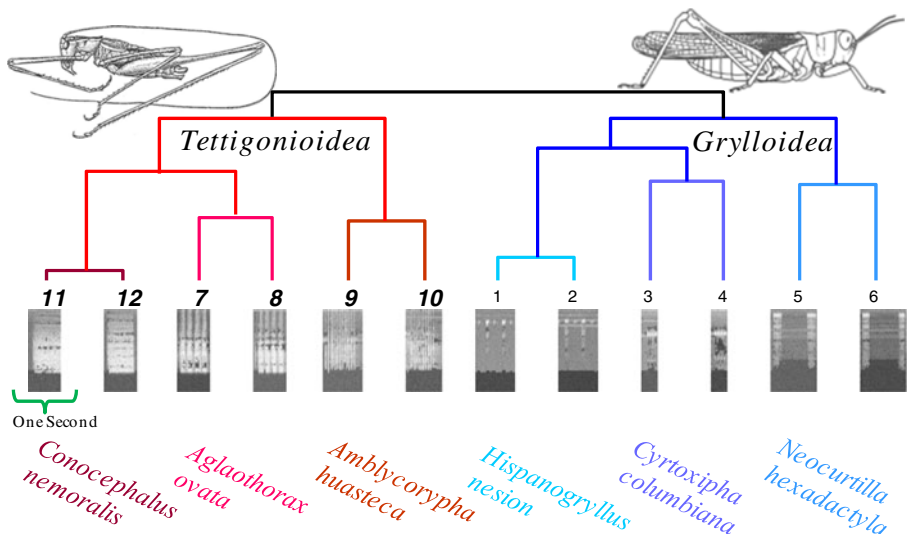 Tettigonioidea
Grylloidea
11 12 7 8 9 10 1 2 3 4 5 6
One Second
Conocephalus
nemoralis
Aglaothorax
ovata
Amblycorypha
huasteca
Hispanogryllus
nesion
Cyrtoxipha
columbiana
Neocurtilla
hexadactyla